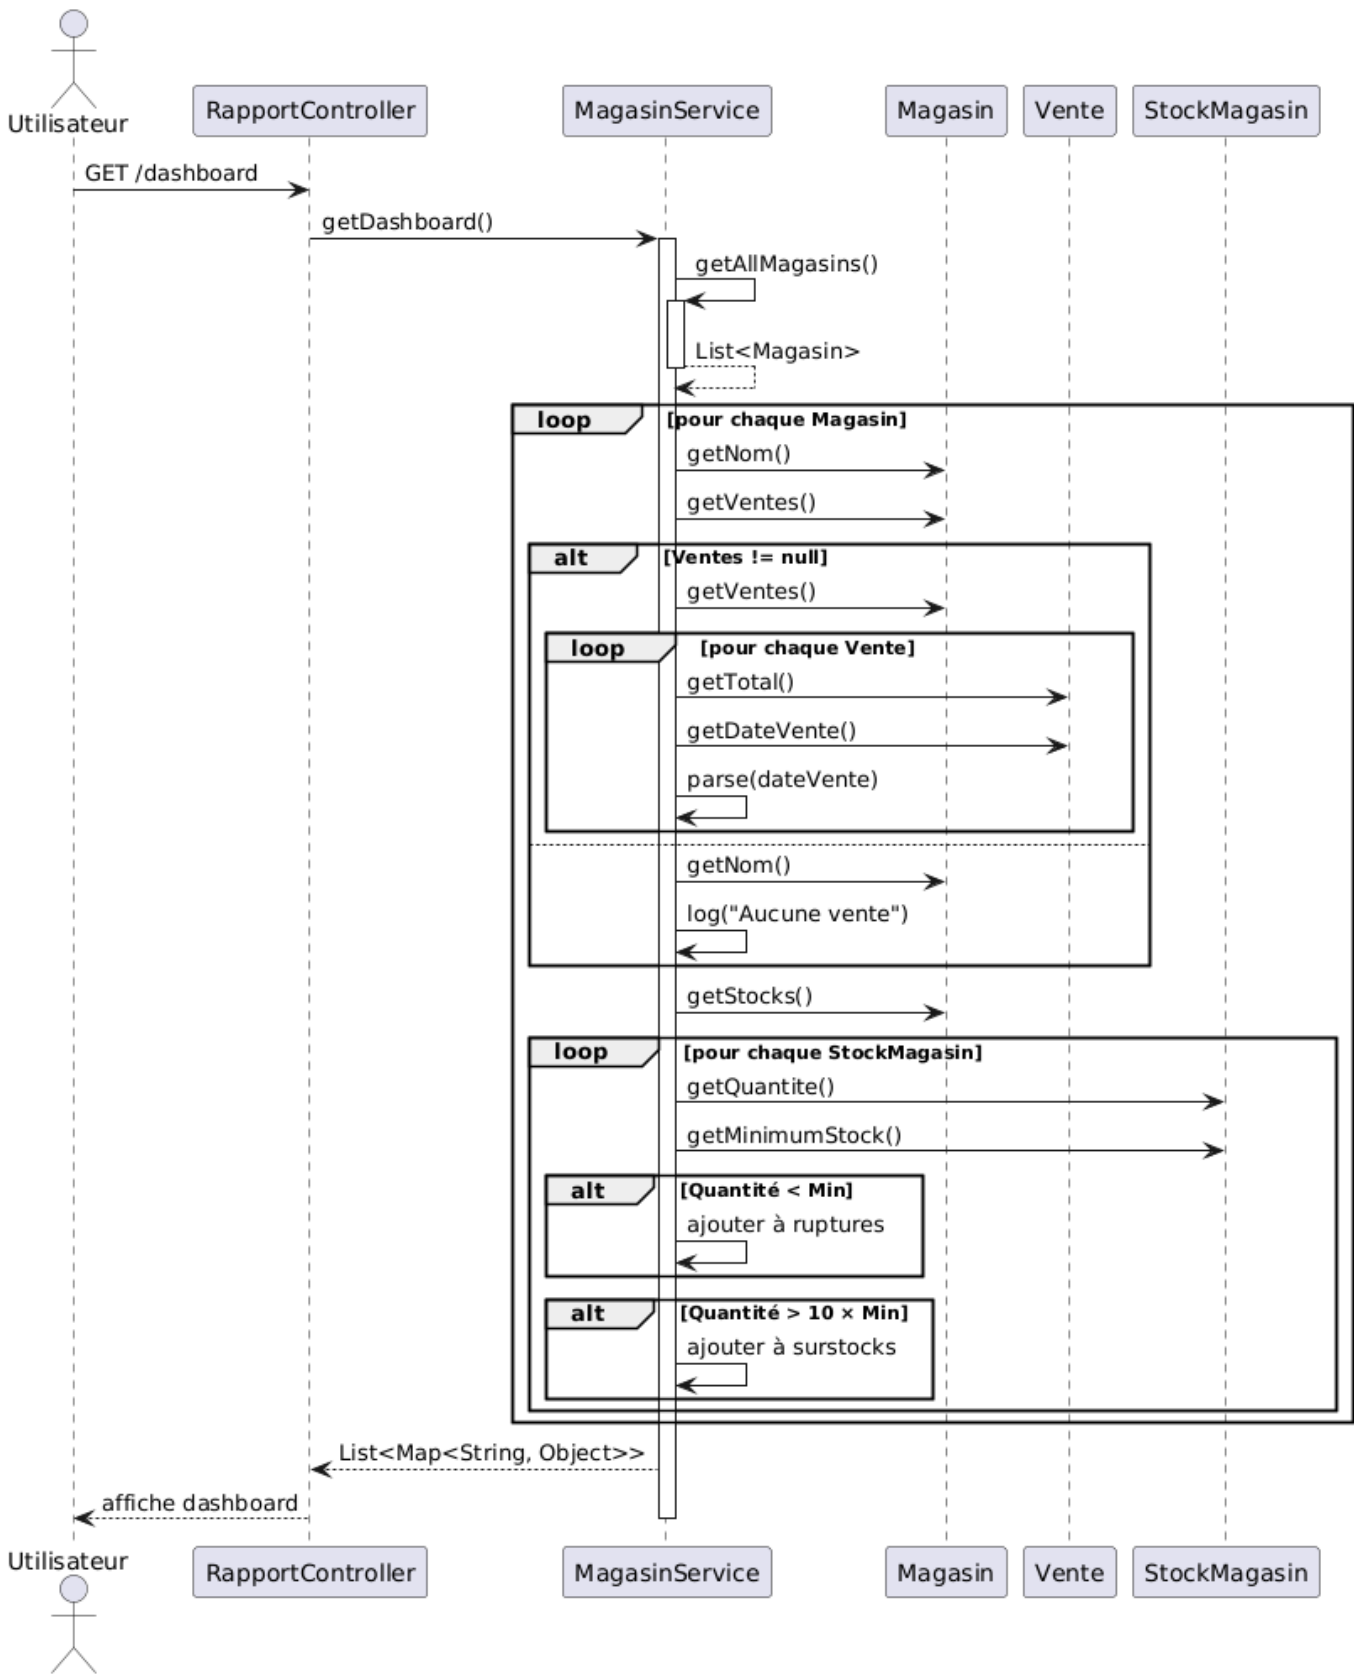 Utilisateur
RapportController
MagasinService
Magasin
Vente
StockMagasin
GET /dashboard
getDashboard()
getAllMagasins()
List<Magasin>
loop [pour chaque Magasin]
getNom()
getVentes()
alt [Ventes != null]
getVentes()
loop [pour chaque Vente]
getTotal()
getDateVente()
parse(dateVente)
getNom()
log("Aucune vente")
getStocks()
loop [pour chaque StockMagasin]
getQuantite()
getMinimumStock()
alt [Quantité < Min]
ajouter à ruptures
alt [Quantité > 10 × Min]
ajouter à surstocks
List<Map<String, Object>>
affiche dashboard
Utilisateur
RapportController
MagasinService
Magasin
Vente
StockMagasin